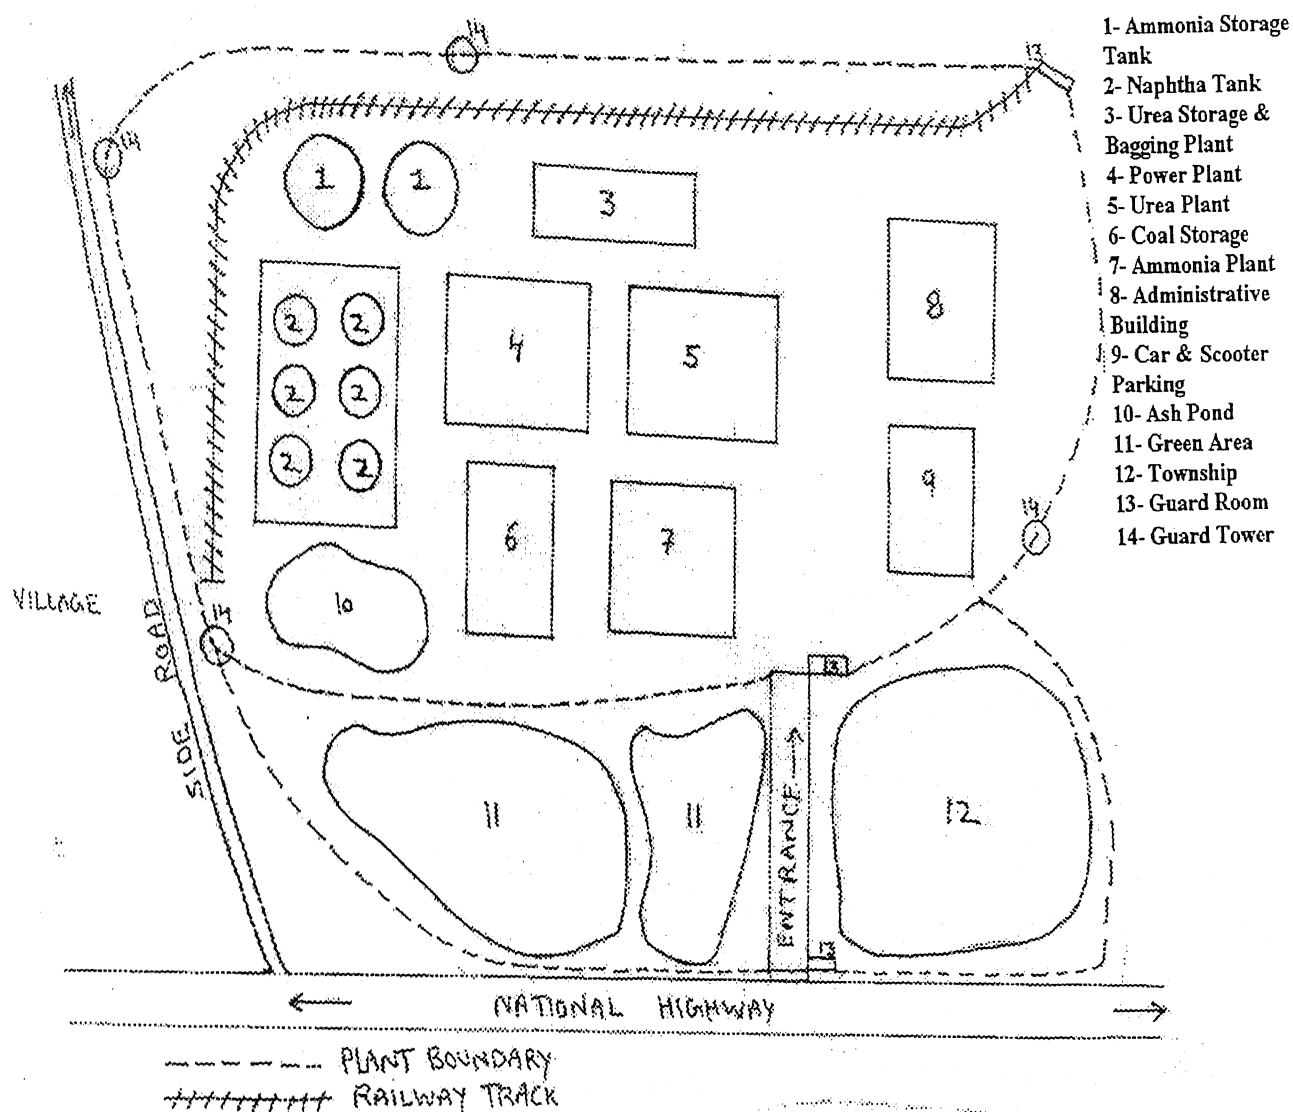 14
13
14
1- Ammonia Storage
Tank
2- Naphtha Tank
3- Urea Storage &
Bagging Plant
4- Power Plant
5- Urea Plant
6- Coal Storage
7- Ammonia Plant
8- Administrative
Building
9- Car & Scooter
Parking
10- Ash Pond
11- Green Area
12- Township
13- Guard Room
14- Guard Tower
1
1
3
2
2
4
5
8
2
2
2
2
6
7
9
14
VILLAGE
SIDE ROAD
14
10
13
11
11
ENTRANCE
12
13
NATIONAL HIGHWAY
PLANT BOUNDARY
RAILWAY TRACK